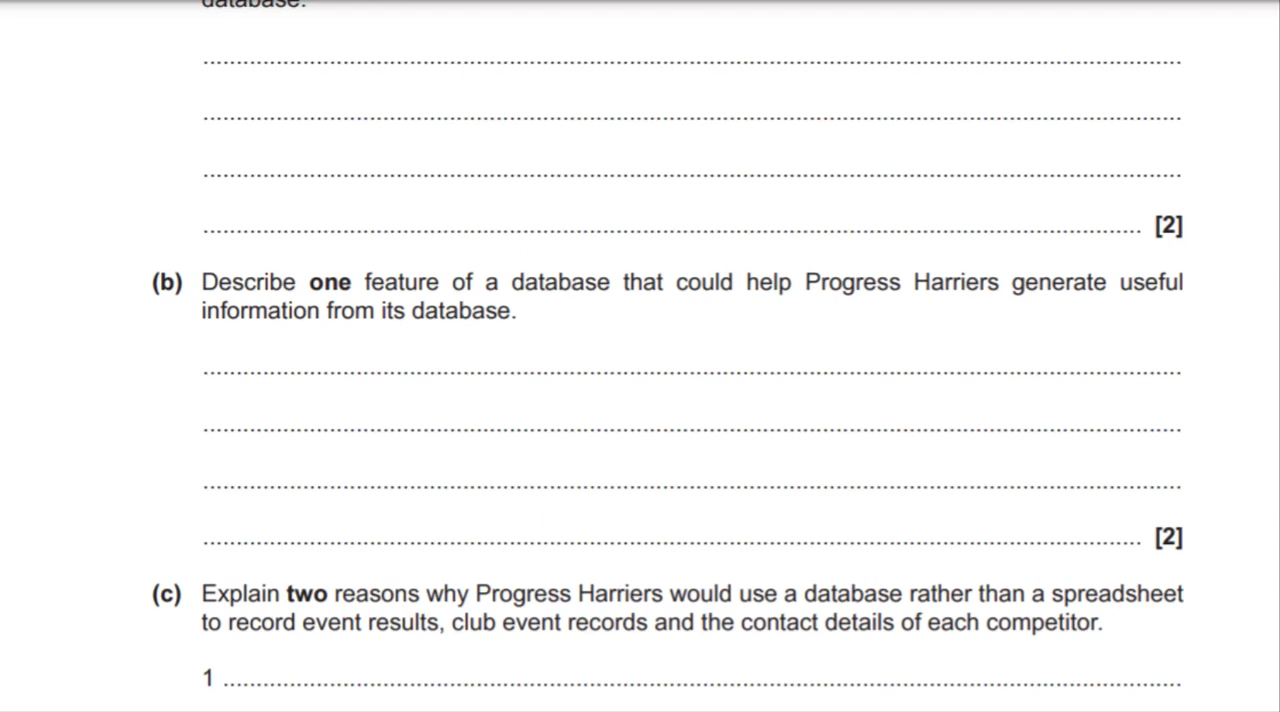 database.
[2]
(b) Describe one feature of a database that could help Progress Harriers generate useful
information from its database.
[2]
(c) Explain two reasons why Progress Harriers would use a database rather than a spreadsheet
to record event results, club event records and the contact details of each competitor.
1